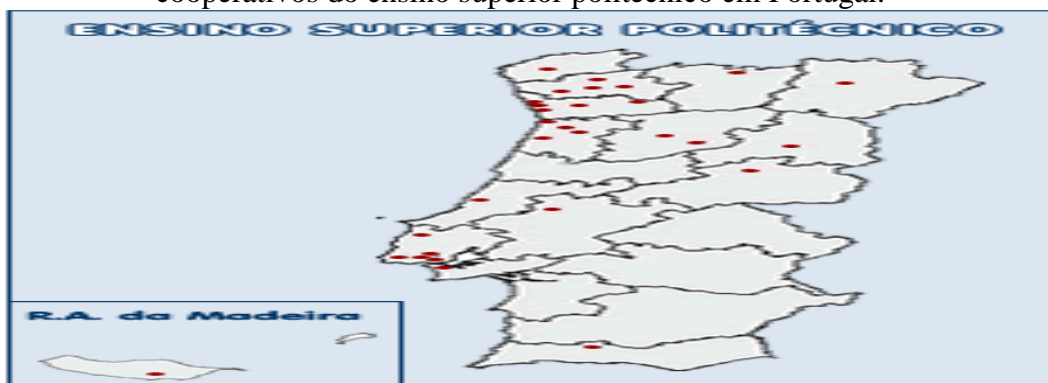 cooperativos do ensino superior politécnico em Portugal.
ENSINO SUPERIOR POLITÉCNICO
R.A. da Madeira